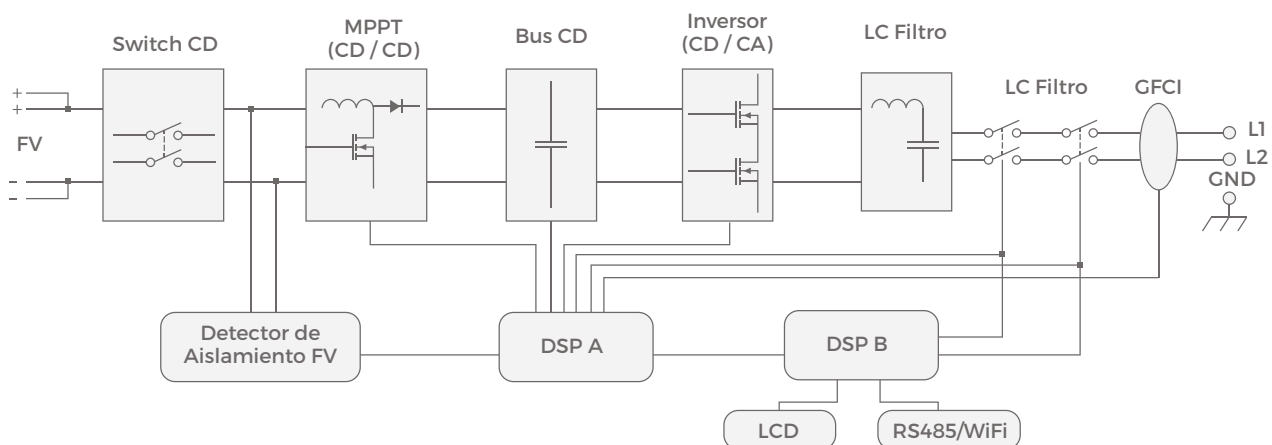 Switch CD
MPPT
(CD / CD)
Bus CD
Inversor
(CD / CA)
LC Filtro
LC Filtro
GFCI
+
+
FV
-
-
L1
L2
GND
Detector de
Aislamiento FV
DSP A
DSP B
LCD
RS485/WiFi